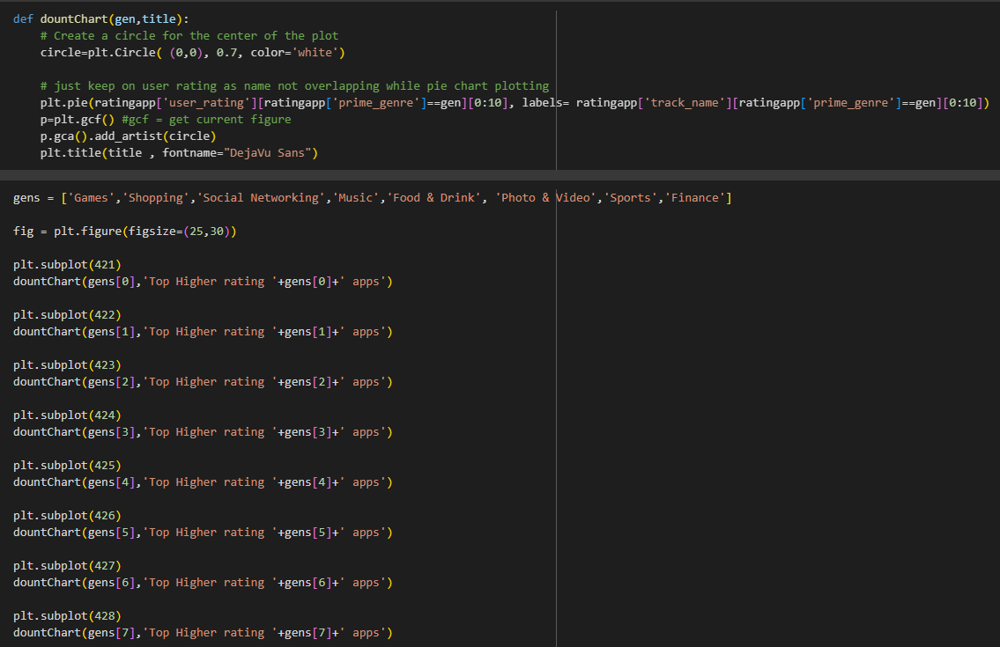 def dountChart(gen,title):
    # Create a circle for the center of the plot
    circle=plt.Circle( (0,0), 0.7, color='white')
    # just keep on user rating as name not overlapping while pie chart plotting
    plt.pie(ratingapp['user_rating'][ratingapp['prime_genre']==gen][0:10], labels= ratingapp['track_name'][ratingapp['prime_genre']==gen][0:10])
    p=plt.gcf() #gcf = get current figure
    p.gca().add_artist(circle)
    plt.title(title , fontname="DejaVu Sans")
gens = ['Games','Shopping','Social Networking','Music','Food & Drink', 'Photo & Video','Sports','Finance']
fig = plt.figure(figsize=(25,30))
plt.subplot(421)
dountChart(gens[0],'Top Higher rating '+gens[0]+' apps')
plt.subplot(422)
dountChart(gens[1],'Top Higher rating '+gens[1]+' apps')
plt.subplot(423)
dountChart(gens[2],'Top Higher rating '+gens[2]+' apps')
plt.subplot(424)
dountChart(gens[3],'Top Higher rating '+gens[3]+' apps')
plt.subplot(425)
dountChart(gens[4],'Top Higher rating '+gens[4]+' apps')
plt.subplot(426)
dountChart(gens[5],'Top Higher rating '+gens[5]+' apps')
plt.subplot(427)
dountChart(gens[6],'Top Higher rating '+gens[6]+' apps')
plt.subplot(428)
dountChart(gens[7],'Top Higher rating '+gens[7]+' apps')